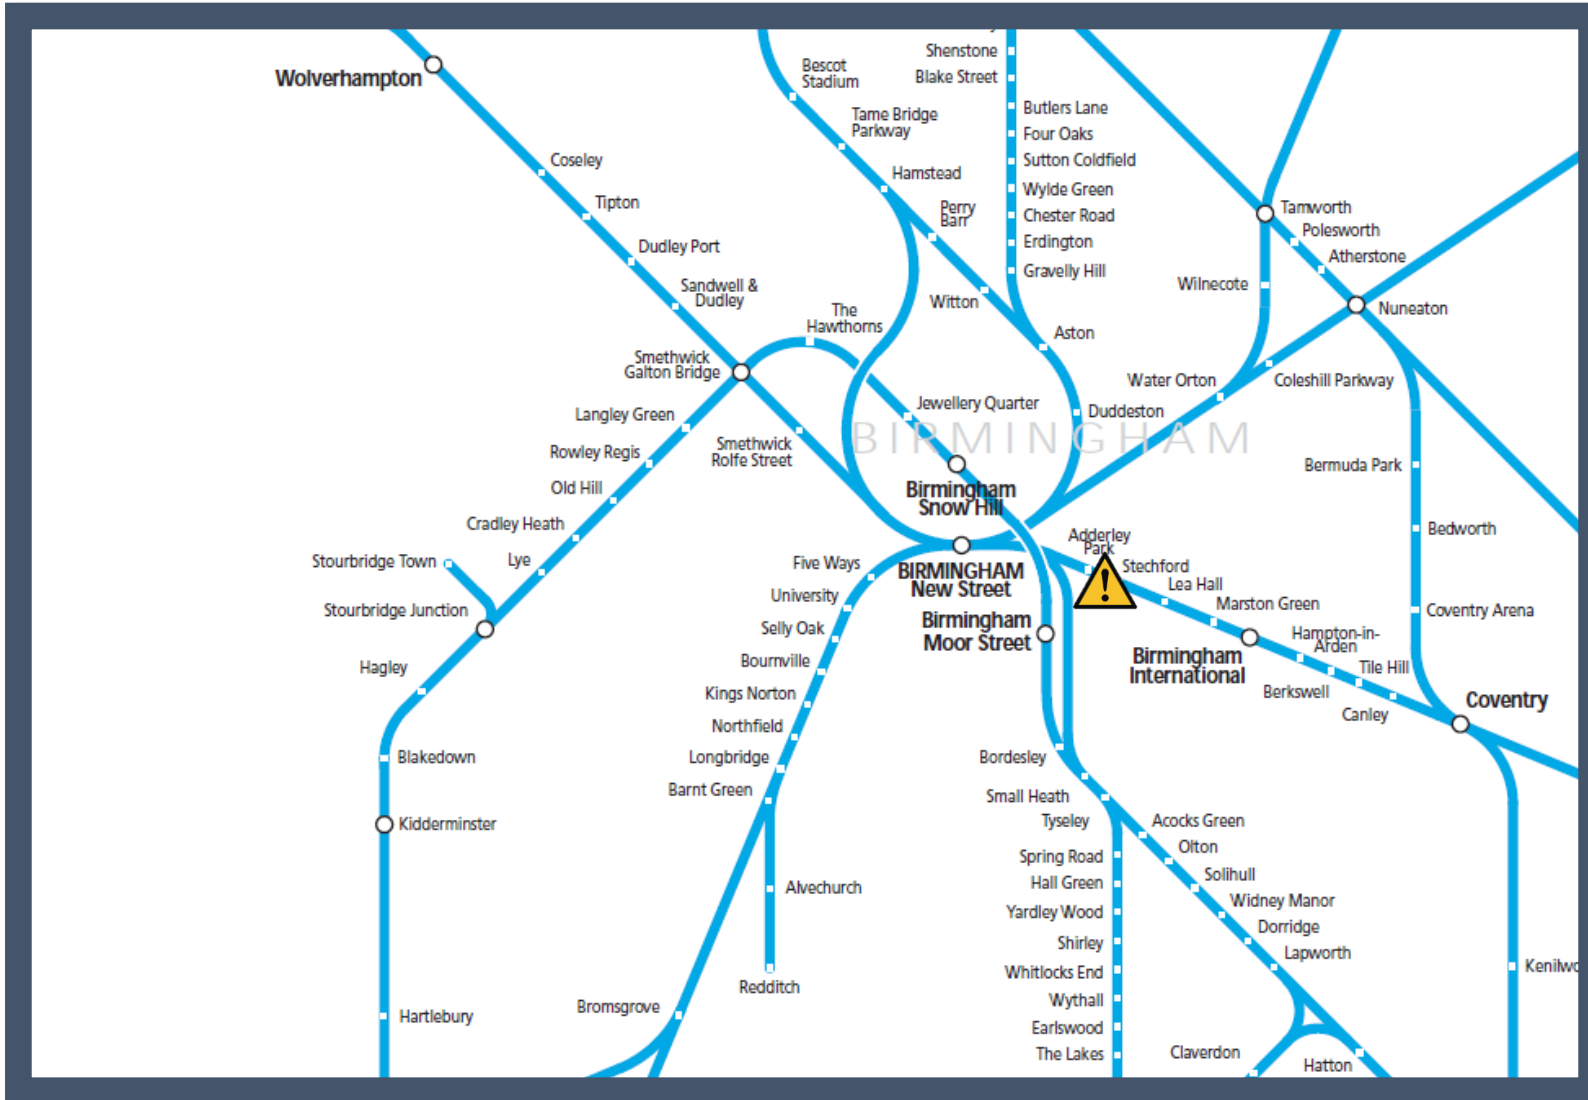 Shenstone
Blake Street
Bescot
Stadium
Wolverhampton
Butlers Lane
Tame Bridge
Parkway
Four Oaks
Coseley
Sutton Coldfield
Hamstead
Wylde Green
Tipton
Perry
Barr
Chester Road
Tamworth
Polesworth
Dudley Port
Erdington
Atherstone
Gravelly Hill
Sandwell &
Dudley
Witton
Wilnecote
The
Hawthorns
Nuneaton
Aston
Smethwick
Galton Bridge
Water Orton
Coleshill Parkway
Langley Green
Jewellery Quarter
Duddeston
BIRMINGHAM
Smethwick
Rolfe Street
Rowley Regis
Bermuda Park
Old Hill
Birmingham
Snow Hill
Cradley Heath
Bedworth
Adderley
Park
Stourbridge Town
Lye
Five Ways
BIRMINGHAM
New Street
Stechford
Lea Hall
University
Marston Green
Stourbridge Junction
Coventry Arena
Selly Oak
Birmingham
Moor Street
Hampton-in-
Arden
Birmingham
International
Hagley
Bournville
Tile Hill
Kings Norton
Berkswell
Coventry
Canley
Northfield
Blakedown
Longbridge
Bordesley
Barnt Green
Small Heath
Kidderminster
Tyseley
Acocks Green
Olton
Spring Road
Solihull
Hall Green
Alvechurch
Widney Manor
Yardley Wood
Dorridge
Shirley
Lapworth
Whitlocks End
Kenilwo
Redditch
Wythall
Bromsgrove
Hartlebury
Earlswood
The Lakes
Claverdon
Hatton